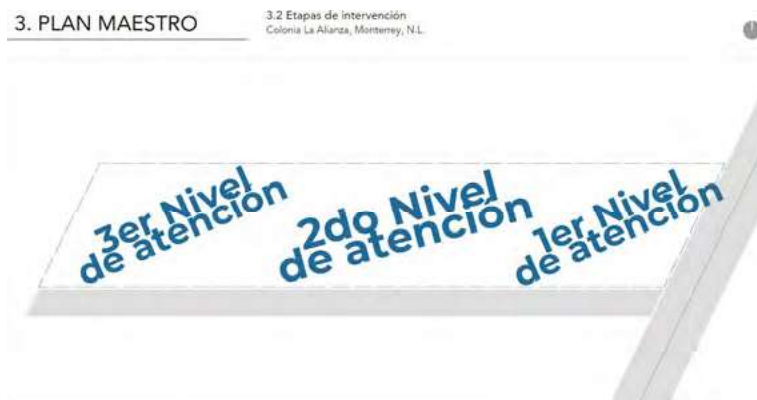 3. PLAN MAESTRO
3.2 Etapas de intervención
Colonia La Alianza, Monterrey, N.L.
3er Nivel
de atención
2do Nivel
de atención
1er Nivel
de atención